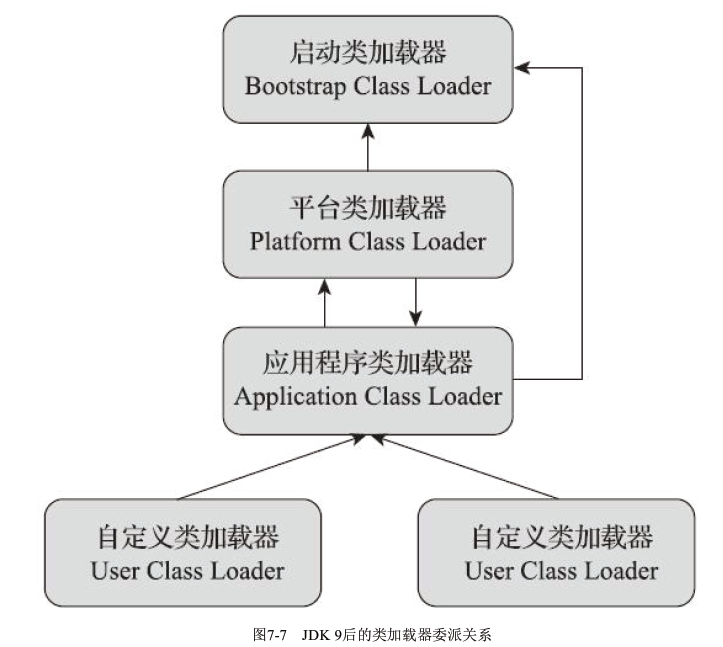 启动类加载器
Bootstrap Class Loader
平台类加载器
Platform Class Loader
应用程序类加载器
Application Class Loader
自定义类加载器
User Class Loader
自定义类加载器
User Class Loader
图7-7 JDK 9后的类加载器委派关系